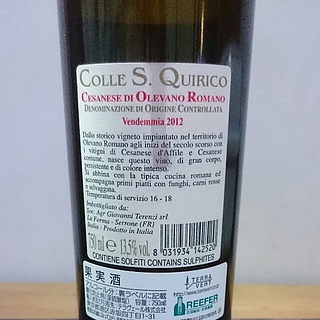 COLLE S. QUIRICO
CESANESE DI OLEVANO ROMANO
DENOMINAZIONE DI ORIGINE CONTROLLATA
Vendemmia 2012
Dallo storico vigneto impiantato nel territorio di
Olevano Romano agli inizi del secolo scorso con
i vitigni di Cesanese d'Affile e Cesanese
comune, nasce questo vino, di gran corpo,
persistente e di colore intenso.
Si abbina con la tipica cucina romana ed
accompagna primi piatti con funghi, carni rosse
e selvaggina.
Temperatura di servizio 16 - 18
Imbottigliato da:
Soc. Agr Giovanni Terenzi srl
La Forma - Serrone (FR)
Italia - Prodotto in Italia
750 ml e 13,5% vol.
8 031934 142520
CONTIENE SOLFITI CONTAINS SULPHITES
果実酒
TERRA VERT
REEFER
容量:750ml